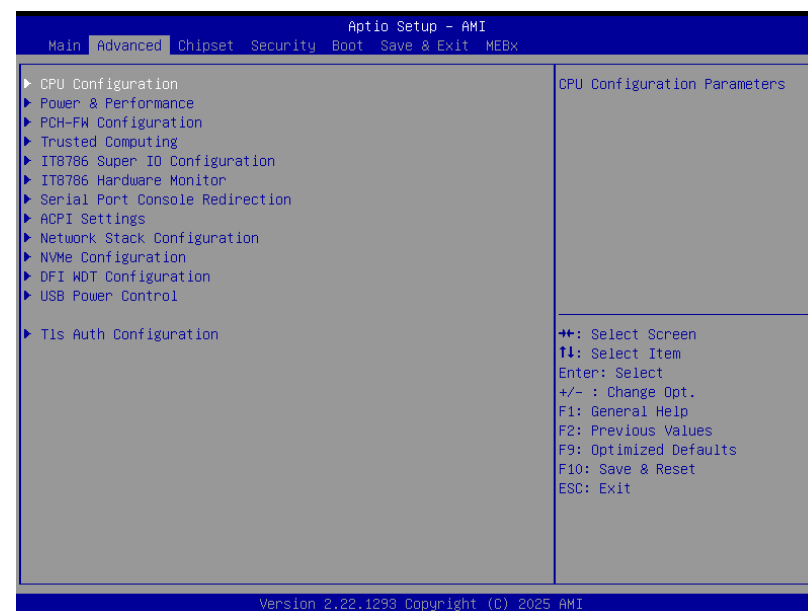 Aptio Setup – AMI
Main Advanced Chipset Security Boot Save & Exit MEBx
CPU Configuration
Power & Performance
PCH-FW Configuration
Trusted Computing
IT8786 Super IO Configuration
IT8786 Hardware Monitor
Serial Port Console Redirection
ACPI Settings
Network Stack Configuration
NVMe Configuration
DFI WDT Configuration
USB Power Control
Tls Auth Configuration
CPU Configuration Parameters
→←: Select Screen
↑↓: Select Item
Enter: Select
+/- : Change Opt.
F1: General Help
F2: Previous Values
F9: Optimized Defaults
F10: Save & Reset
ESC: Exit
Version 2.22.1293 Copyright (C) 2025 AMI